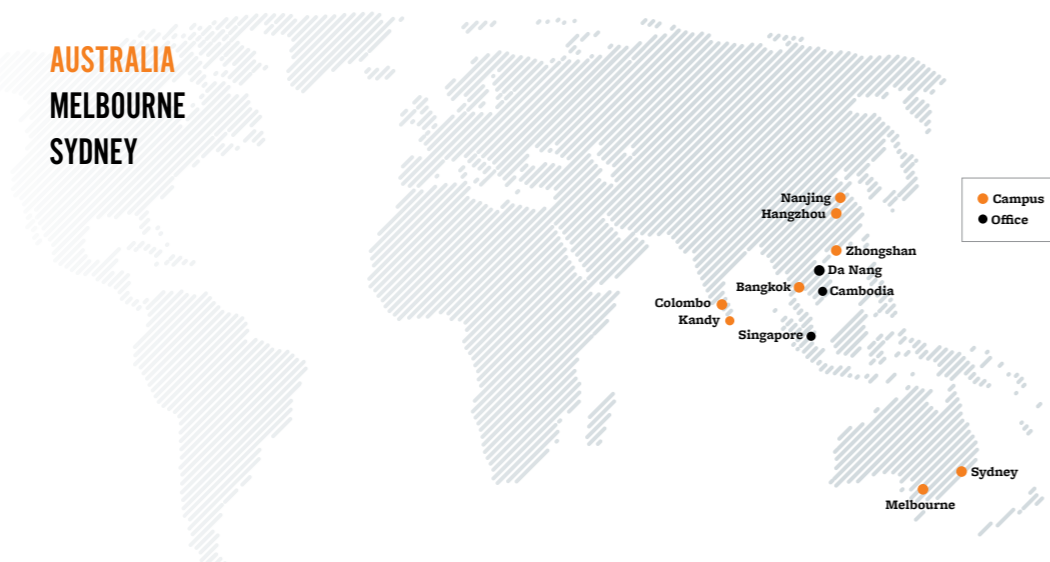 AUSTRALIA
MELBOURNE
SYDNEY
Nanjing
Hangzhou
Campus
Office
Zhongshan
Da Nang
Bangkok
Cambodia
Colombo
Kandy
Singapore
Sydney
Melbourne